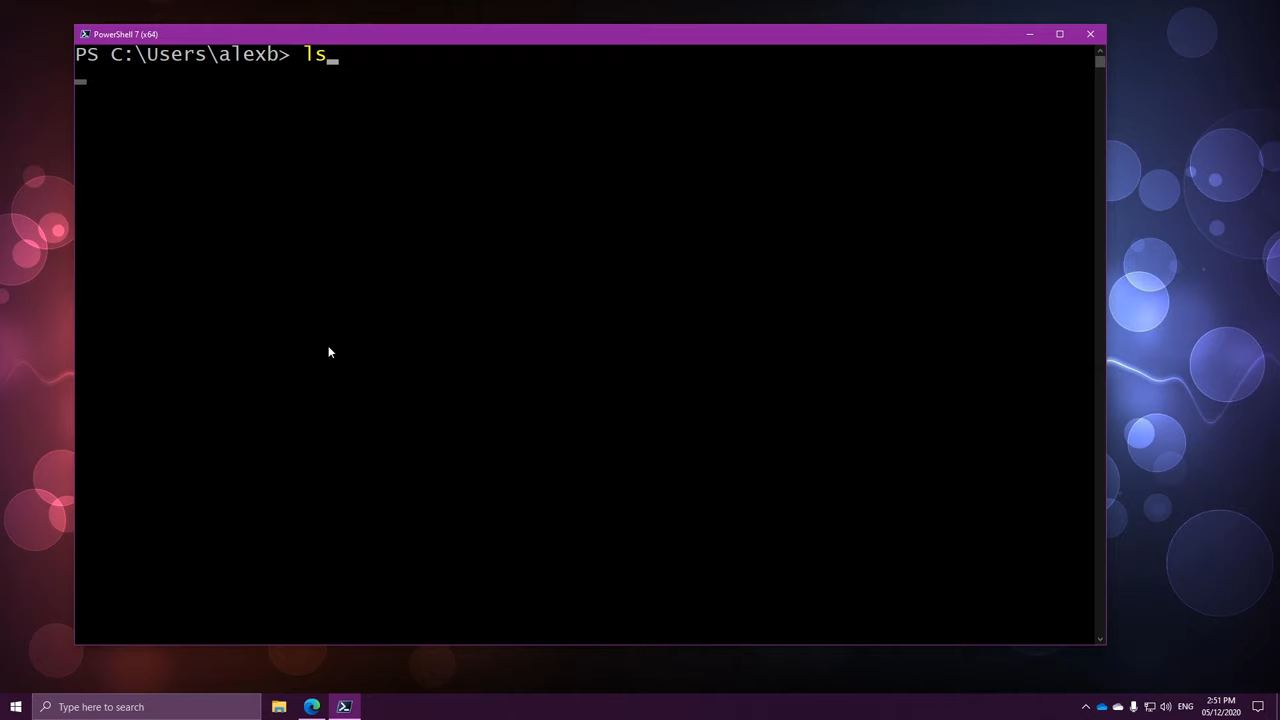 PowerShell 7 (x64)
PS C:\Users\alexb> ls
Type here to search
ENG
2:51 PM
05/12/2020